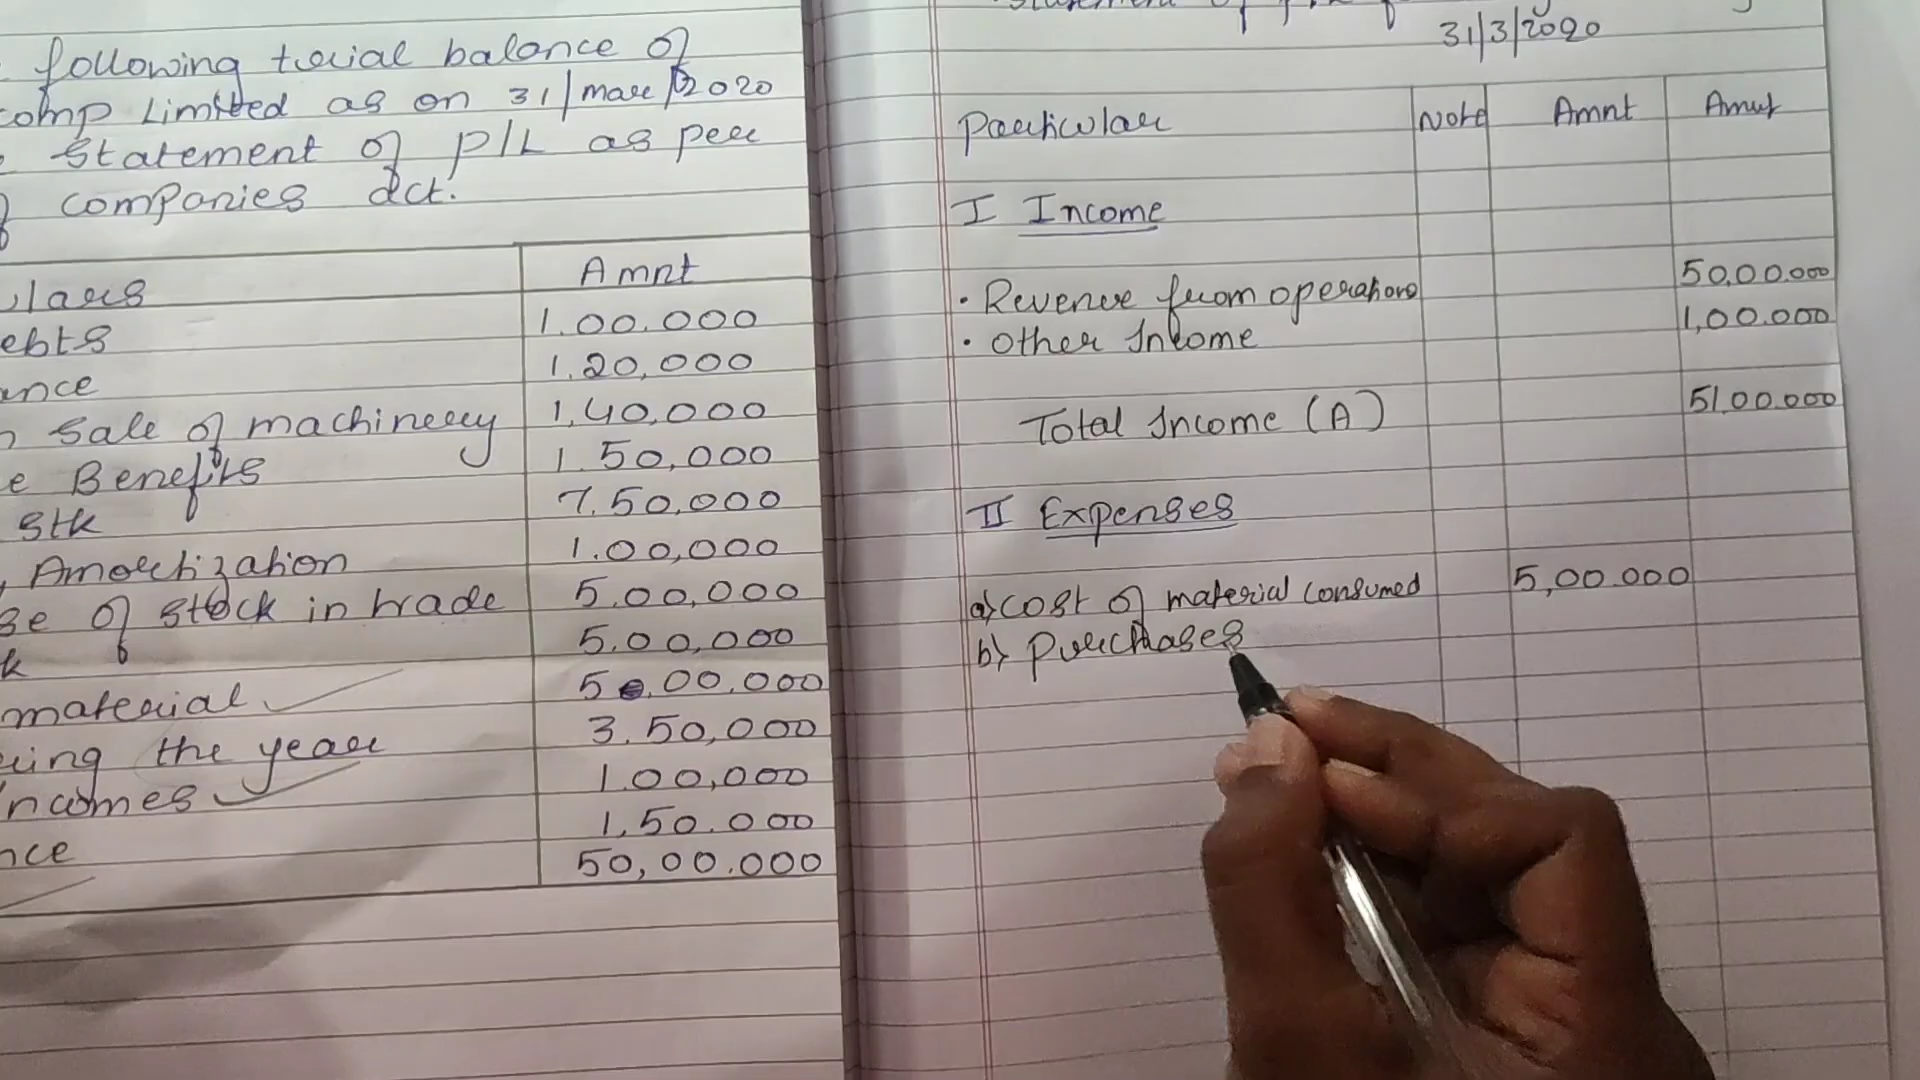 following trial balance of
comp Limited as on 31/mar/2020
Statement of P/L as per
companies Act.
Amnt
ulars
1.00.000
ebts
1.20,000
ance
1,40,000
n sale of machinery
1.50,000
e Benefits
7.50,000
stk
1.00,000
Amortization
5.00,000
se of stock in trade
5.00,000
k
50.00.000
material
3.50,000
ring the year
1.00,000
ncomes
1,50.000
nce
50,00.000
Statement of
31/3/2020
Particular Note Amnt Amnt
I Income
• Revenue from operations 50,00.000
• Other Income 1,00.000
Total Income (A) 51,00.000
II Expenses
a) Cost of material consumed 5,00.000
b) Purchases